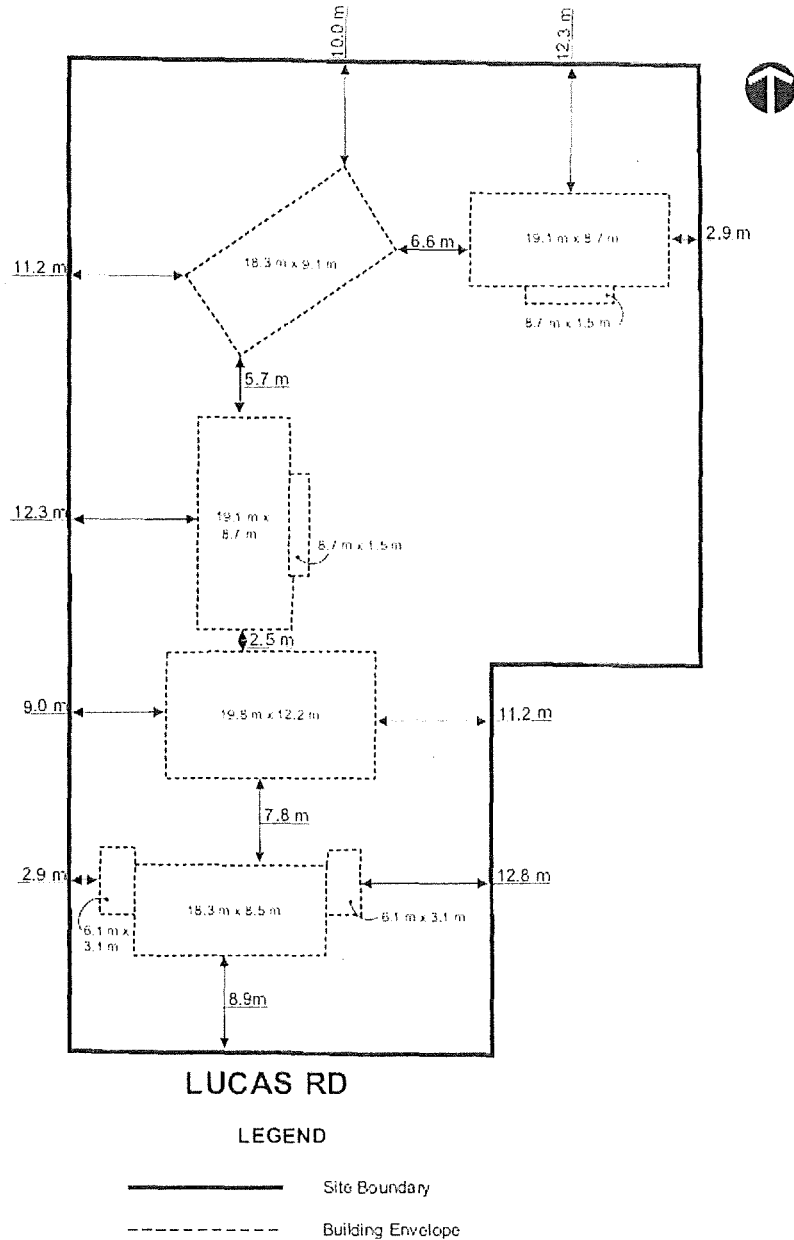 10.0 m
12.3 m
11.2 m
18.3 m x 9.1 m
6.6 m
19.1 m x 8.7 m
2.9 m
8.7 m x 1.5 m
5.7 m
12.3 m
19.1 m x
8.7 m
8.7 m x 1.5 m
2.5 m
9.0 m
19.8 m x 12.2 m
11.2 m
7.8 m
2.9 m
18.3 m x 8.5 m
12.8 m
6.1 m x
3.1 m
6.1 m x 3.1 m
8.9m
LUCAS RD
LEGEND
Site Boundary
Building Envelope